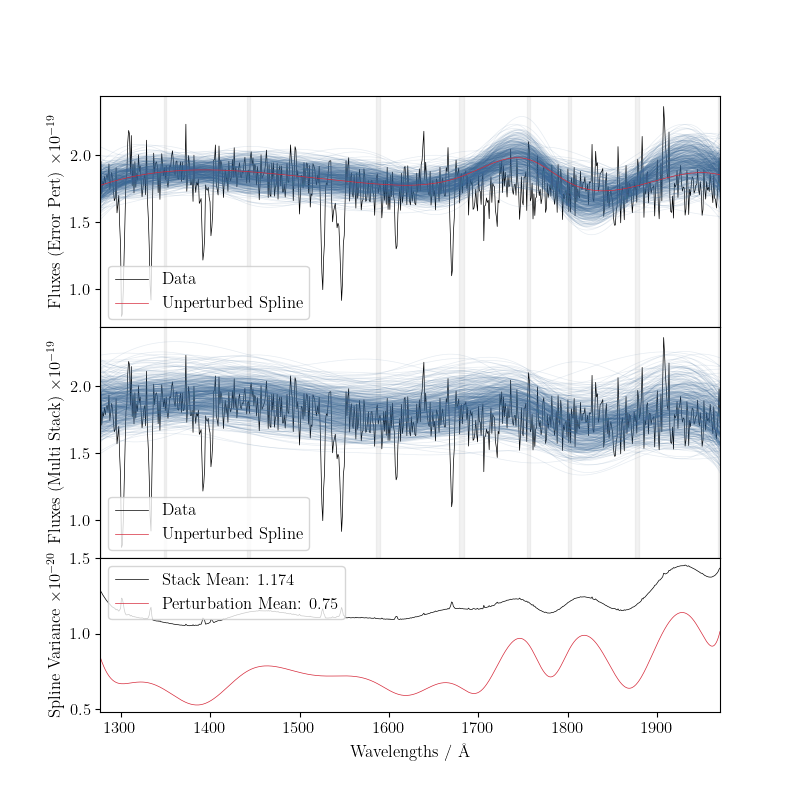 Fluxes (Error Pert) ×10⁻¹⁹
2.0
1.5
1.0
Data
Unperturbed Spline
Fluxes (Multi Stack) ×10⁻¹⁹
2.0
1.5
1.0
Data
Unperturbed Spline
Spline Variance ×10⁻²⁰
1.5
1.0
0.5
Stack Mean: 1.174
Perturbation Mean: 0.75
1300 1400 1500 1600 1700 1800 1900
Wavelengths / Å